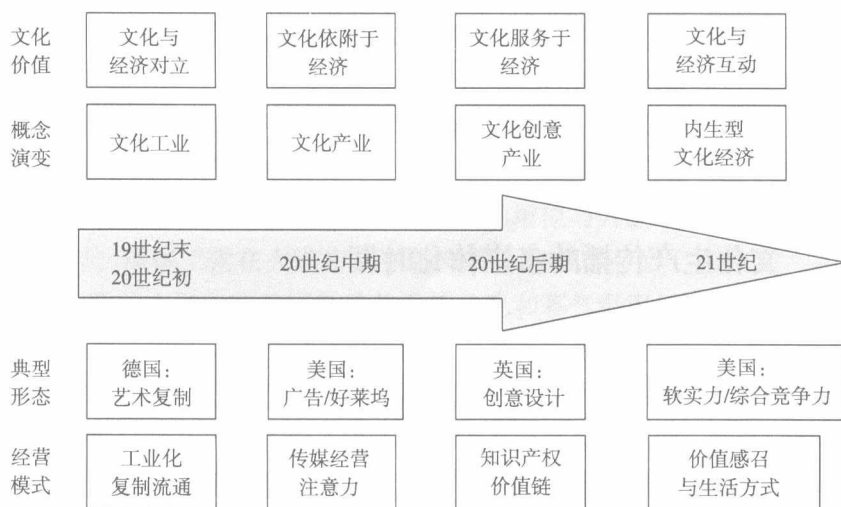 文化
价值
文化与
经济对立
文化依附于
经济
文化服务于
经济
文化与
经济互动
概念
演变
文化工业
文化产业
文化创意
产业
内生型
文化经济
19世纪末
20世纪初
20世纪中期
20世纪后期
21世纪
典型
形态
德国：
艺术复制
美国：
广告/好莱坞
英国：
创意设计
美国：
软实力/综合竞争力
经营
模式
工业化
复制流通
传媒经营
注意力
知识产权
价值链
价值感召
与生活方式